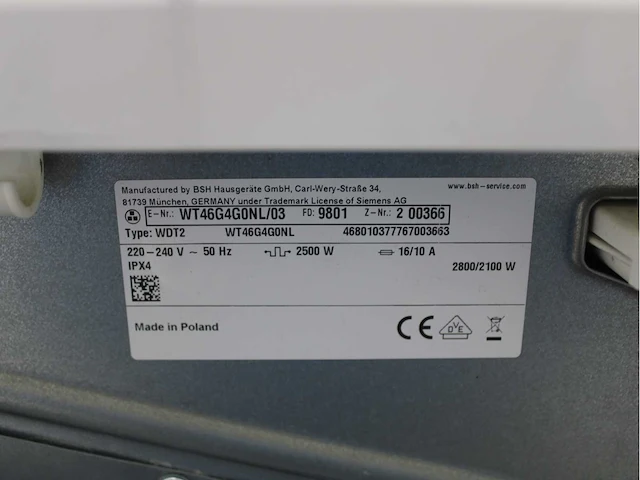 Manufactured by BSH Hausgeräte GmbH, Carl-Wery-Straße 34, www.bsh-service.com
81739 München, GERMANY under Trademark License of Siemens AG
E-Nr.: WT46G4G0NL/03 FD: 9801 Z-Nr.: 2 00366
Type: WDT2 WT46G4G0NL 468010377767003663
220-240 V ~ 50 Hz 2500 W 16/10 A
IPX4 2800/2100 W
Made in Poland CE DVE